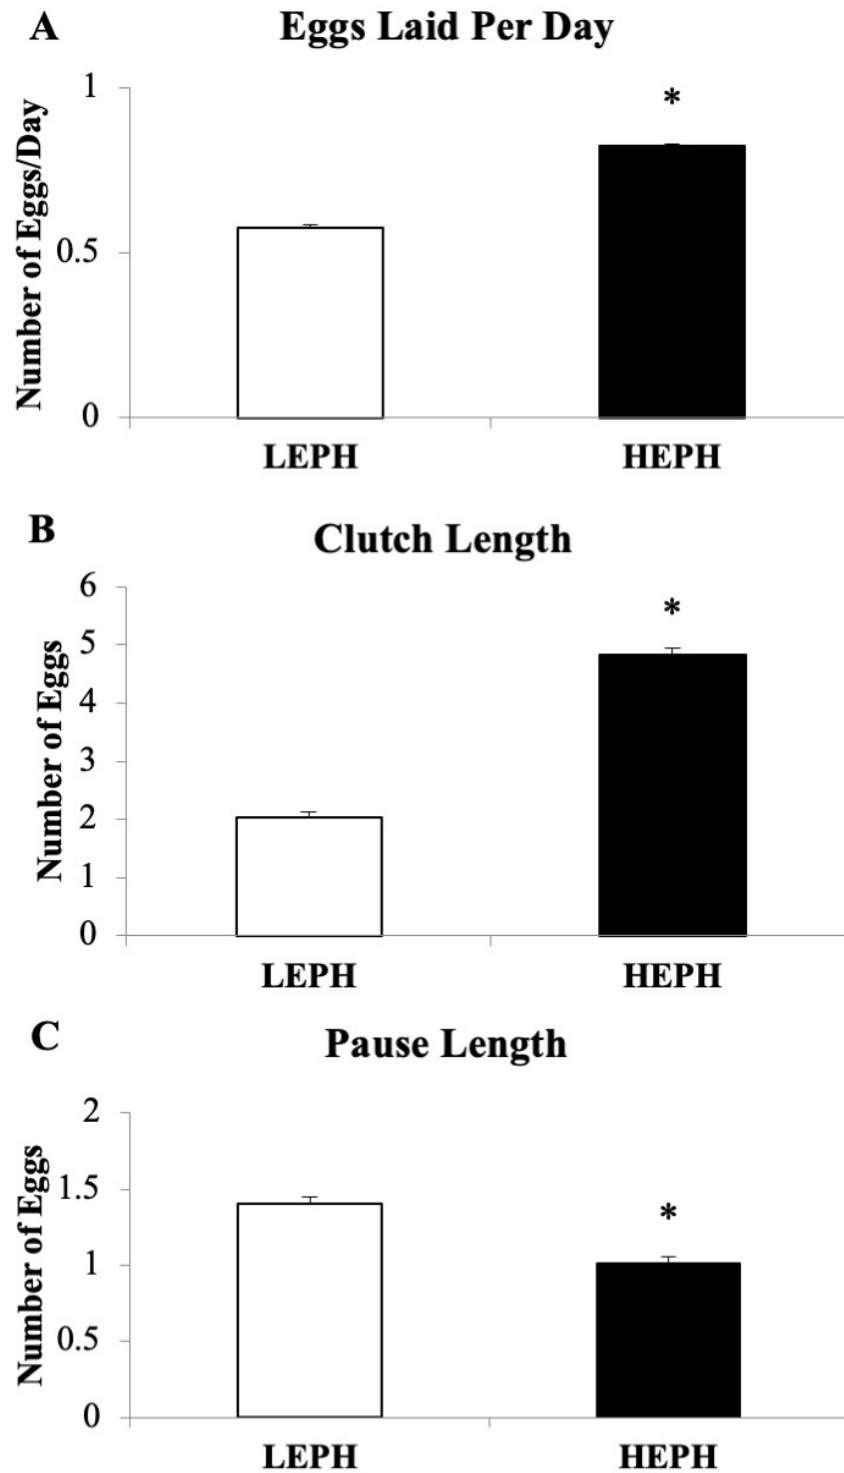 A
Eggs Laid Per Day
Number of Eggs/Day
1
0.5
0
*
LEPH
HEPH
B
Clutch Length
Number of Eggs
6
5
4
3
2
1
0
*
LEPH
HEPH
C
Pause Length
Number of Eggs
2
1.5
1
0.5
0
*
LEPH
HEPH